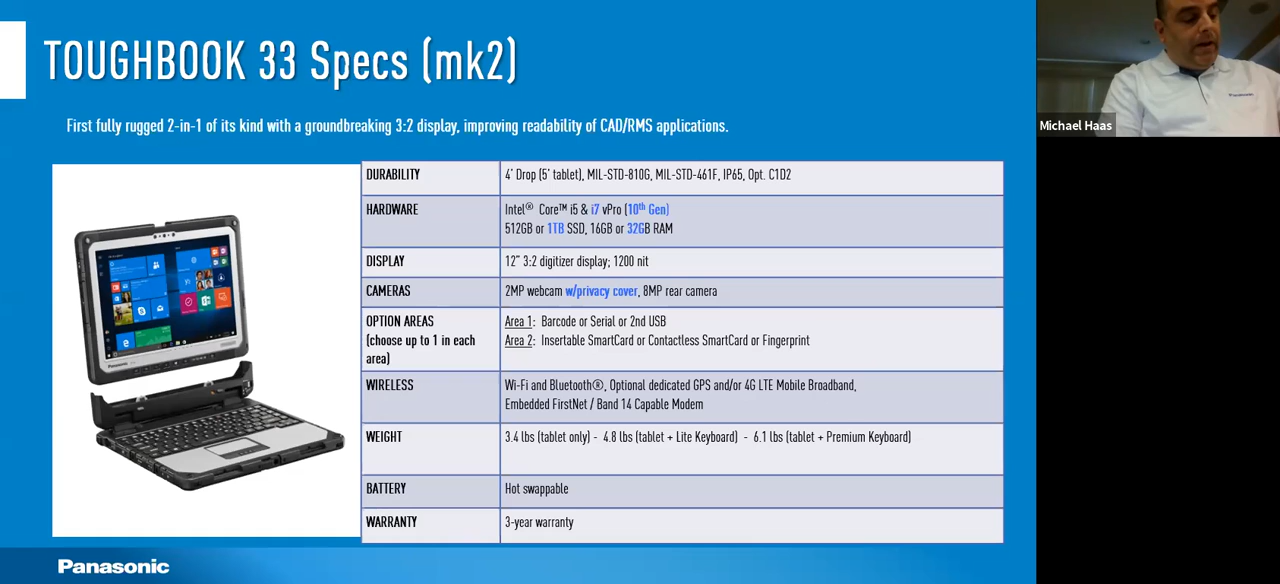 TOUGHBOOK 33 Specs (mk2)
First fully rugged 2-in-1 of its kind with a groundbreaking 3:2 display, improving readability of CAD/RMS applications.
DURABILITY
4' Drop (5' tablet), MIL-STD-810G, MIL-STD-461F, IP65, Opt. C1D2
HARDWARE
Intel® Core™ i5 & i7 vPro (10th Gen)
512GB or 1TB SSD, 16GB or 32GB RAM
DISPLAY
12" 3:2 digitizer display; 1200 nit
CAMERAS
2MP webcam w/privacy cover, 8MP rear camera
OPTION AREAS
(choose up to 1 in each
area)
Area 1: Barcode or Serial or 2nd USB
Area 2: Insertable SmartCard or Contactless SmartCard or Fingerprint
WIRELESS
Wi-Fi and Bluetooth®, Optional dedicated GPS and/or 4G LTE Mobile Broadband,
Embedded FirstNet / Band 14 Capable Modem
WEIGHT
3.4 lbs (tablet only) - 4.8 lbs (tablet + Lite Keyboard) - 6.1 lbs (tablet + Premium Keyboard)
BATTERY
Hot swappable
WARRANTY
3-year warranty
Panasonic
Panasonic
Michael Haas